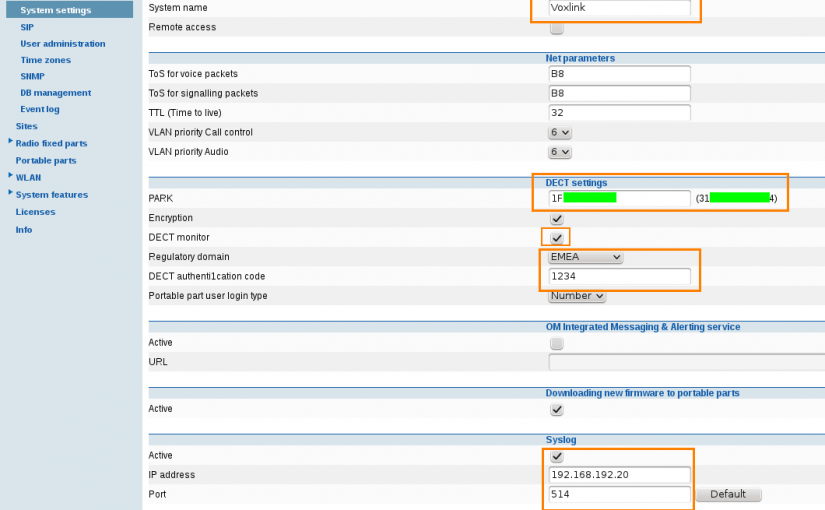 System settings
SIP
User administration
Time zones
SNMP
DB management
Event log
Sites
Radio fixed parts
Portable parts
WLAN
System features
Licenses
Info
System name Voxlink
Remote access
Net parameters
ToS for voice packets B8
ToS for signalling packets B8
TTL (Time to live) 32
VLAN priority Call control 6
VLAN priority Audio 6
DECT settings
PARK 1F (31 4)
Encryption
DECT monitor
Regulatory domain EMEA
DECT authenti1cation code 1234
Portable part user login type Number
OM Integrated Messaging & Alerting service
Active
URL
Downloading new firmware to portable parts
Active
Syslog
Active
IP address 192.168.192.20
Port 514 Default